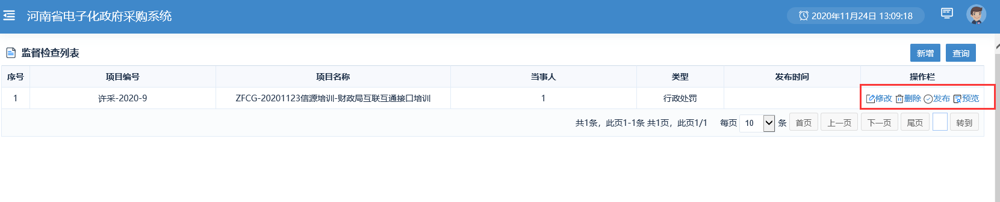 河南省电子化政府采购系统 2020年11月24日 13:09:18
监督检查列表 新增 查询
序号 项目编号 项目名称 当事人 类型 发布时间 操作栏
1 许采-2020-9 ZFCG-20201123信源培训-财政局互联互通接口培训 1 行政处罚 修改 删除 发布 预览
共1条，此页1-1条 共1页，此页1/1 每页 10 条 首页 上一页 下一页 尾页 转到